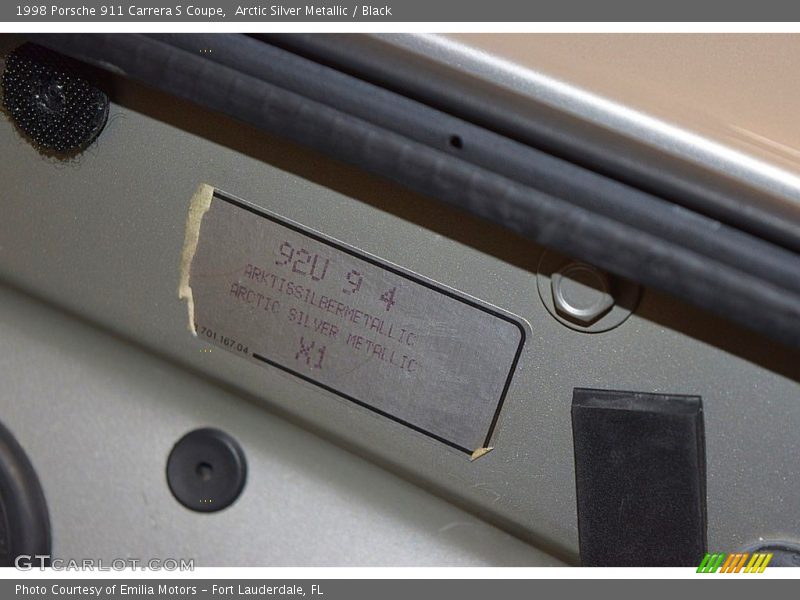 1998 Porsche 911 Carrera S Coupe, Arctic Silver Metallic / Black
92U 9 4
ARKTISSILBERMETALLIC
ARCTIC SILVER METALLIC
X1
701 167 04
GTCARLOT.COM
Photo Courtesy of Emilia Motors – Fort Lauderdale, FL